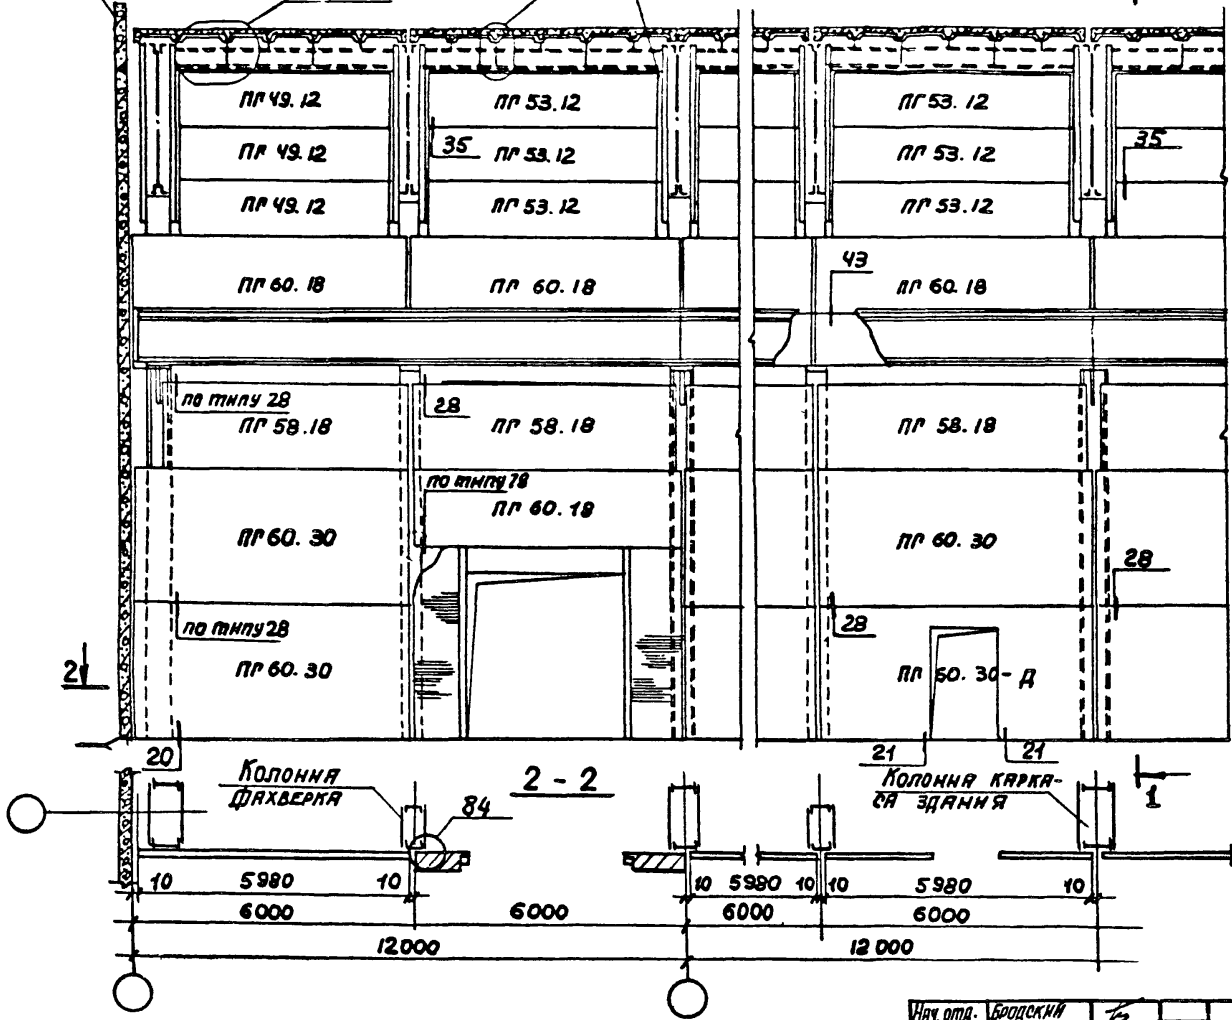 ПГ 49.12 ПГ 53.12 ПГ 53.12
35 35
ПГ 49.12 ПГ 53.12 ПГ 53.12
ПГ 49.12 ПГ 53.12 ПГ 53.12
43
ПГ 60.18 ПГ 60.18 ПГ 60.18
по типу 28 28
ПГ 58.18 ПГ 58.18 ПГ 58.18
по типу 28
ПГ 60.18
ПГ 60.30 ПГ 60.30
28
по типу 28 28
2 ПГ 60.30 ПГ 60.30-Д
20 21 21
Колонна
фахверка
2-2
Колонна карка-
са здания
1
84
10 5980 10 10 5980 10 10 5980 10
6000 6000 6000 6000
12000 12000
Нач. отд. Бродский